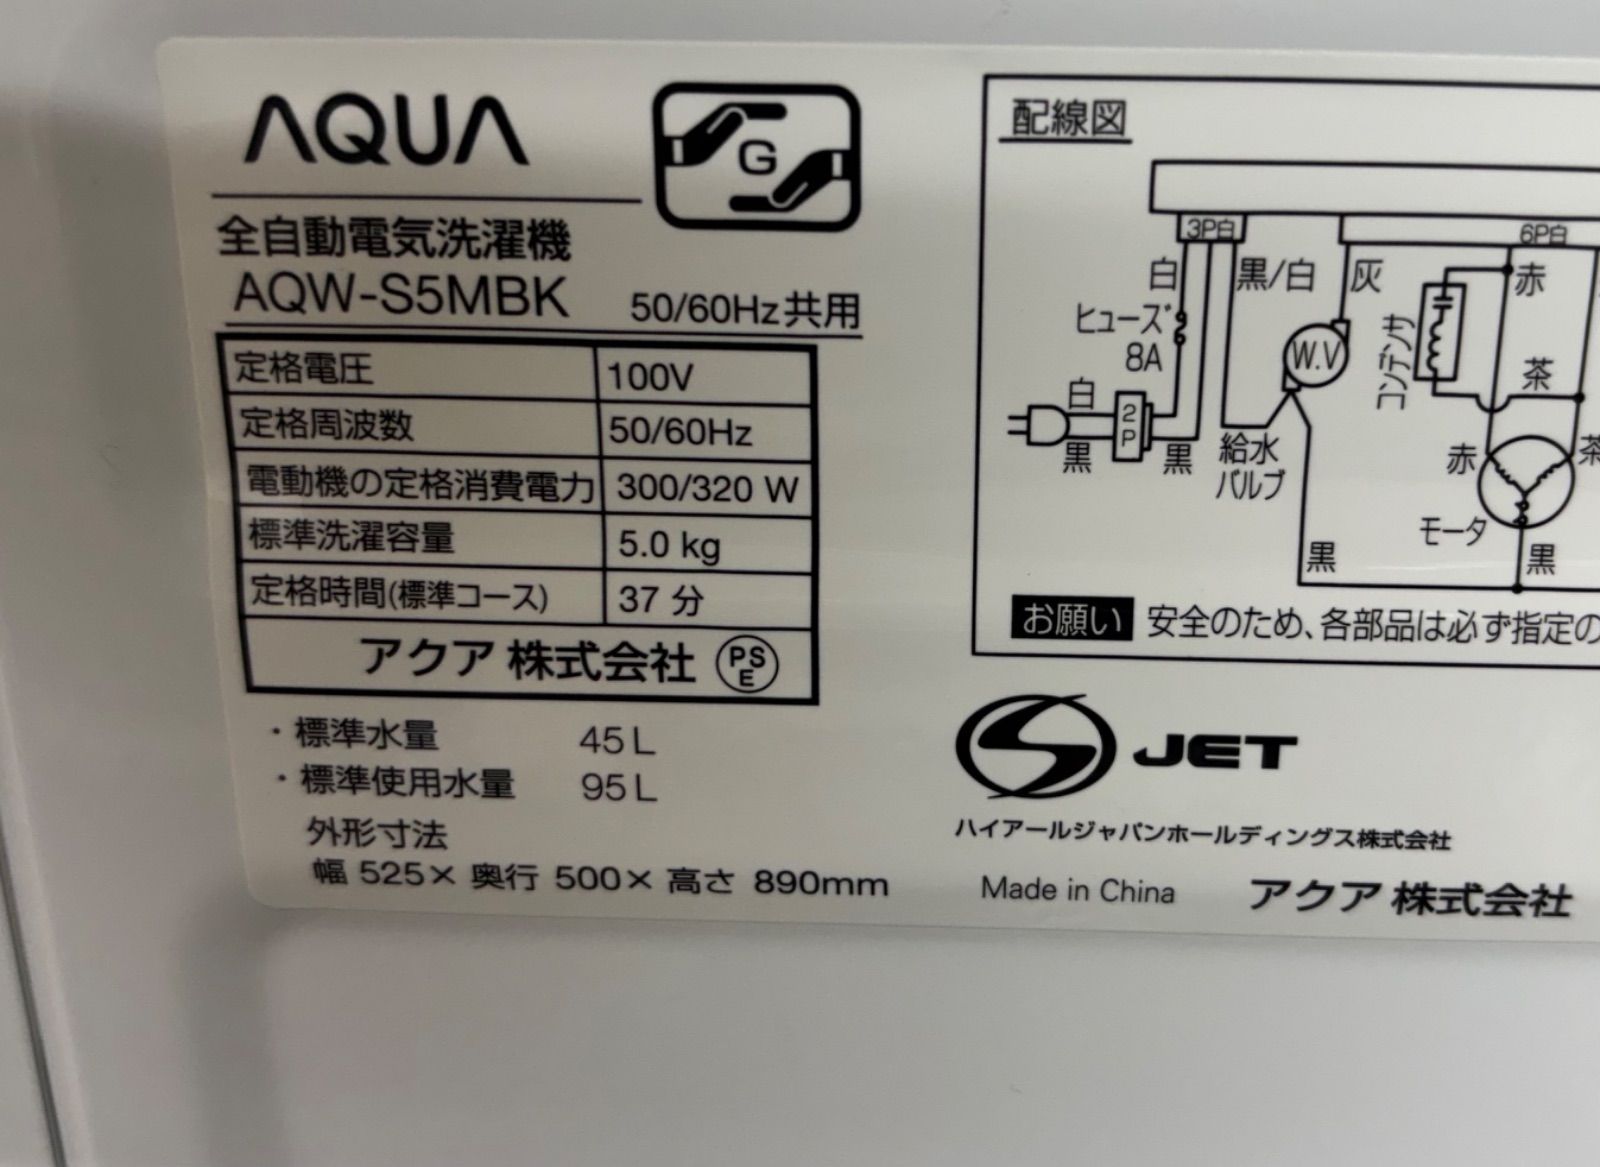 AQUA
G
全自動電気洗濯機
AQW-S5MBK 50/60Hz共用
定格電圧 100V
定格周波数 50/60Hz
電動機の定格消費電力 300/320 W
標準洗濯容量 5.0 kg
定格時間(標準コース) 37 分
アクア 株式会社 PSE
・標準水量 45L
・標準使用水量 95L
外形寸法
幅 525× 奥行 500× 高さ 890mm
配線図
3P白
6P白
白
黒/白
灰
赤
ヒューズ
8A
W.V
コンデンサ
茶
白
2P
黒
黒
給水
バルブ
赤
茶
モータ
黒
黒
お願い 安全のため、各部品は必ず指定の
JET
ハイアールジャパンホールディングス株式会社
Made in China アクア 株式会社